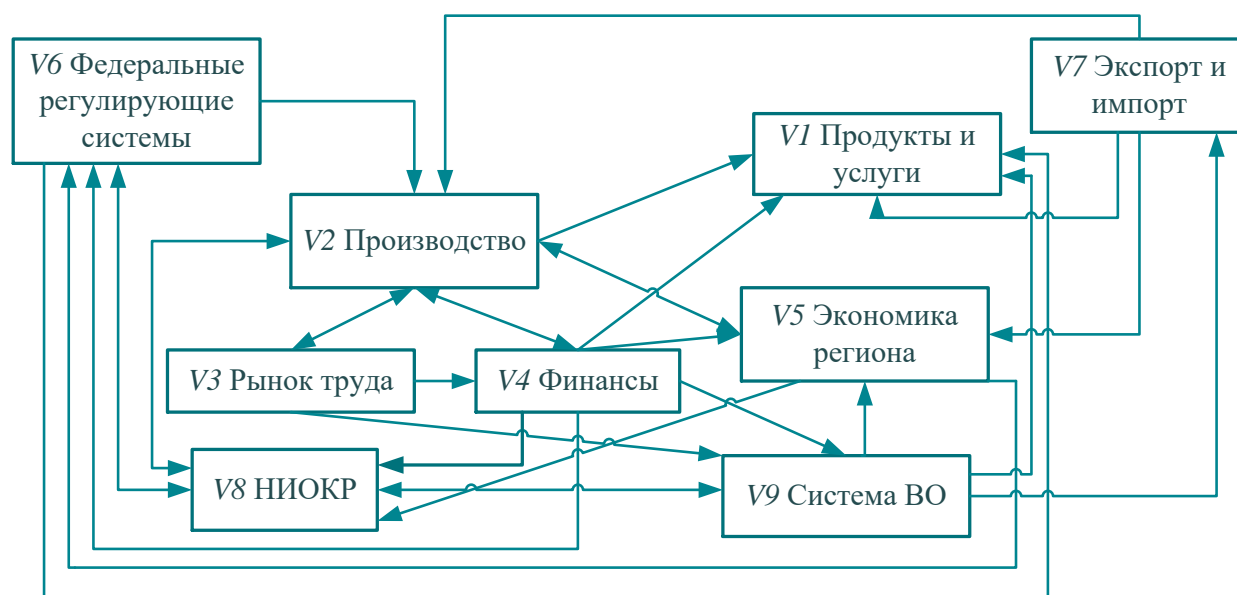 V6 Федеральные
регулирующие
системы
V7 Экспорт и
импорт
V1 Продукты и
услуги
V2 Производство
V5 Экономика
региона
V3 Рынок труда
V4 Финансы
V8 НИОКР
V9 Система ВО